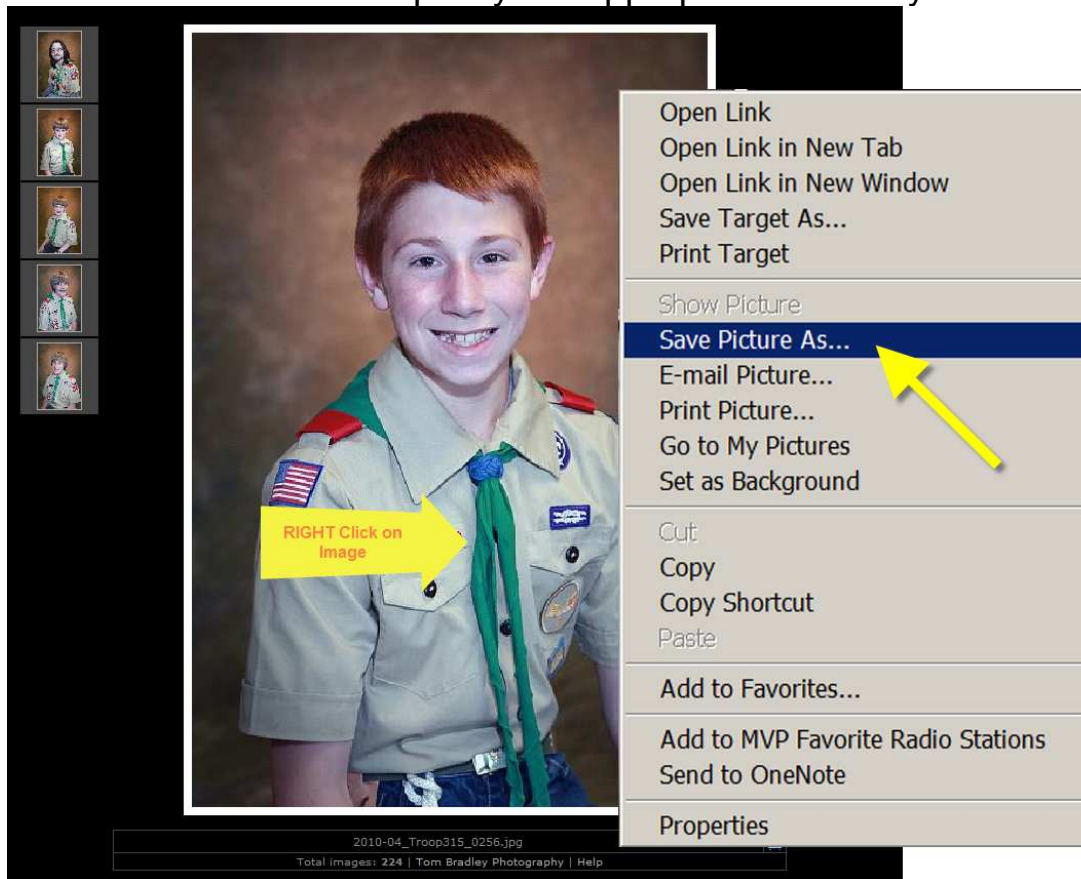 Open Link
Open Link in New Tab
Open Link in New Window
Save Target As...
Print Target
Show Picture
Save Picture As...
E-mail Picture...
Print Picture...
Go to My Pictures
Set as Background
RIGHT Click on
Image
Cut
Copy
Copy Shortcut
Paste
Add to Favorites...
Add to MVP Favorite Radio Stations
Send to OneNote
Properties
2010-04_Troop315_0256.jpg
Total images: 224 | Tom Bradley Photography | Help